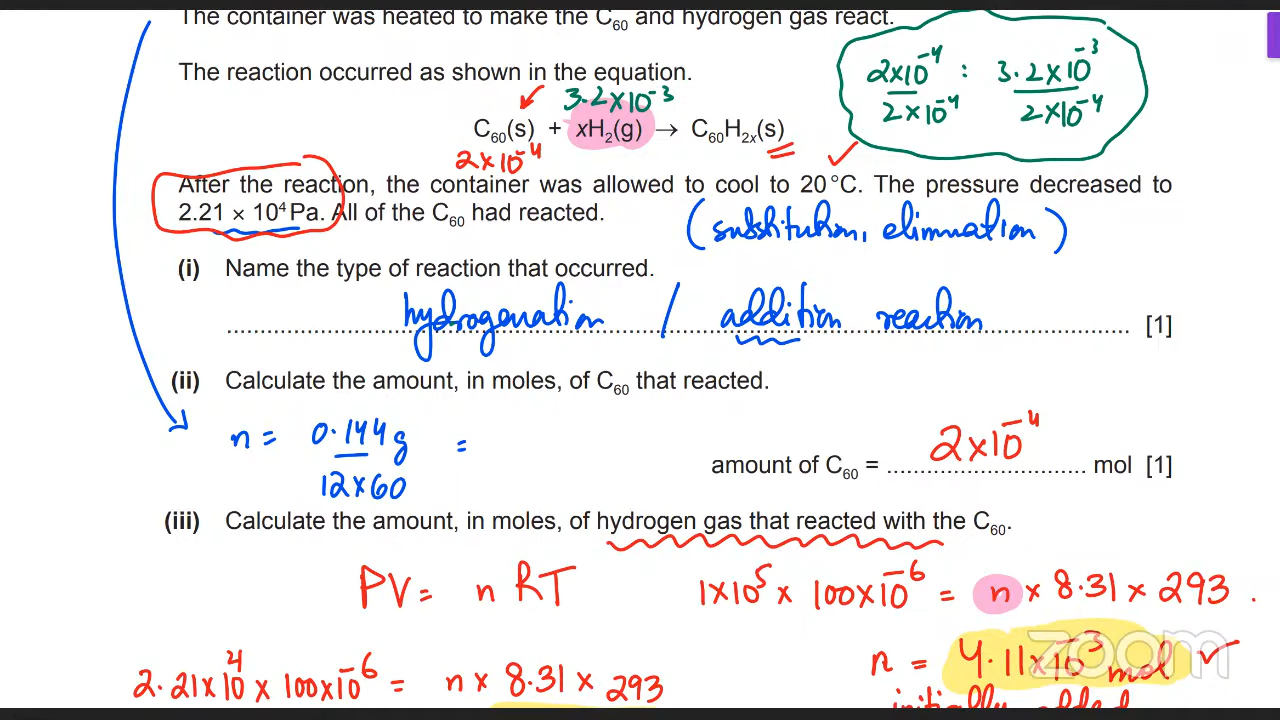 The container was heated to make the C60 and hydrogen gas react.
2×10⁻⁴ : 3.2×10⁻³
2×10⁻⁴ 2×10⁻⁴
The reaction occurred as shown in the equation.
3.2×10⁻³
C60(s) + xH2(g) → C60H2x(s)
2×10⁻⁴
After the reaction, the container was allowed to cool to 20 °C. The pressure decreased to
2.21 × 10⁴ Pa. All of the C60 had reacted.
(substitution, elimination)
(i) Name the type of reaction that occurred.
hydrogenation / addition reaction [1]
(ii) Calculate the amount, in moles, of C60 that reacted.
n = 0.144g =
12×60
amount of C60 = 2×10⁻⁴ mol [1]
(iii) Calculate the amount, in moles, of hydrogen gas that reacted with the C60.
PV = nRT
1×10⁵ × 100×10⁻⁶ = n × 8.31 × 293.
n = 4.11×10⁻³ mol
zoom
2.21×10⁴ × 100×10⁻⁶ = n × 8.31 × 293
initially added